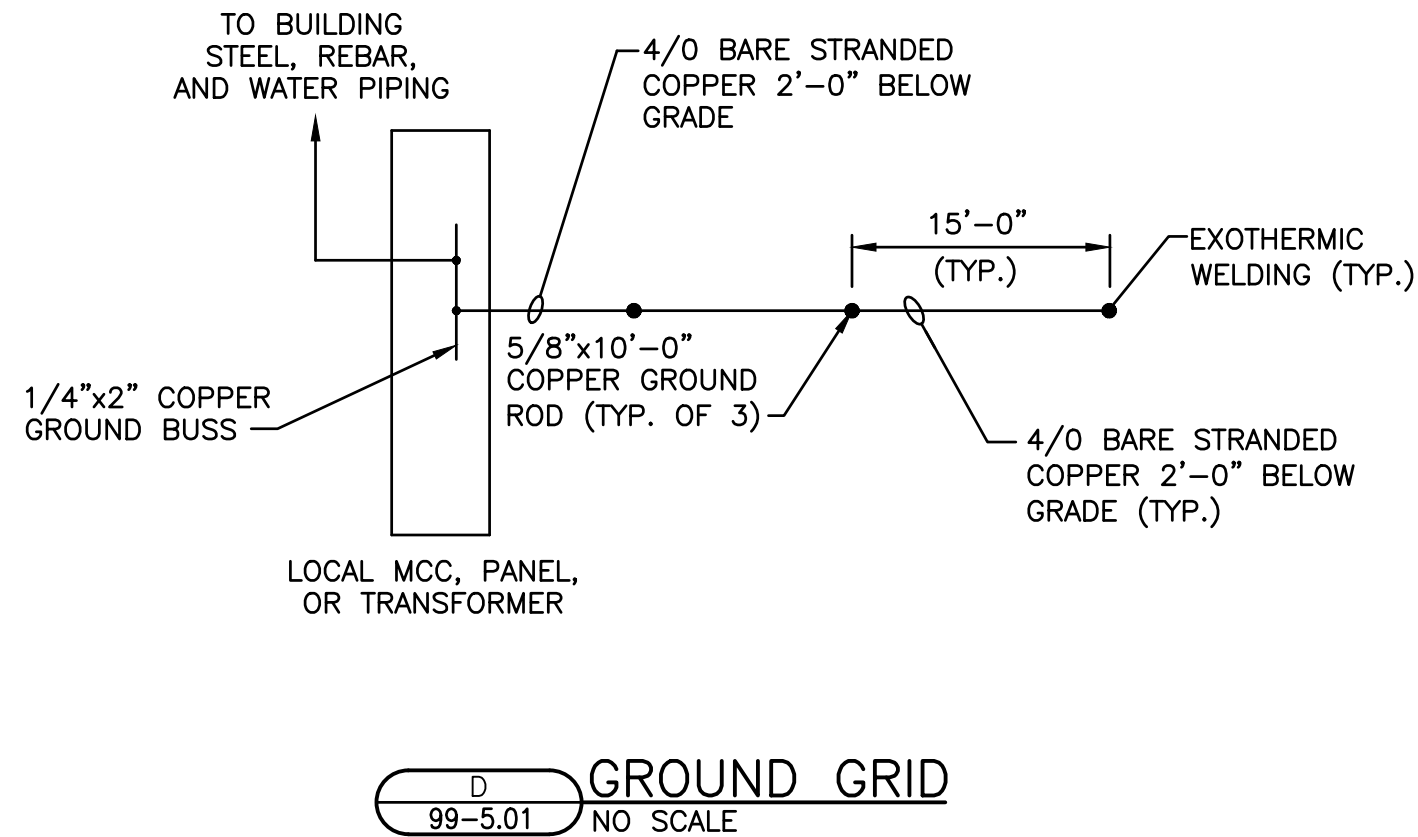 TO BUILDING
STEEL, REBAR,
AND WATER PIPING
4/0 BARE STRANDED
COPPER 2'-0" BELOW
GRADE
15'-0"
(TYP.)
EXOTHERMIC
WELDING (TYP.)
5/8"x10'-0"
COPPER GROUND
ROD (TYP. OF 3)
1/4"x2" COPPER
GROUND BUSS
4/0 BARE STRANDED
COPPER 2'-0" BELOW
GRADE (TYP.)
LOCAL MCC, PANEL,
OR TRANSFORMER
D
99-5.01
GROUND GRID
NO SCALE